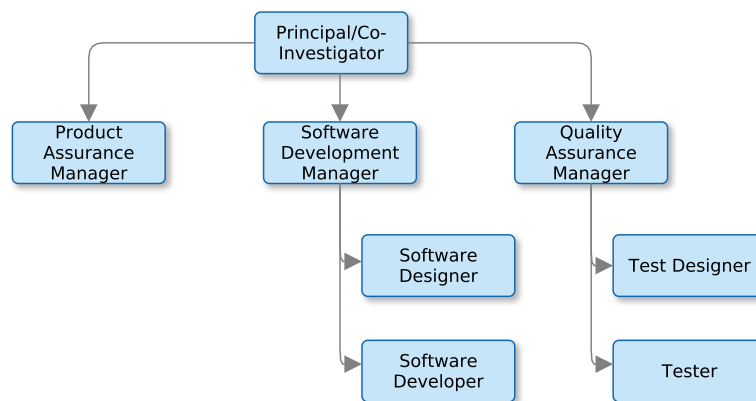 Principal/Co-
Investigator
Product
Assurance
Manager
Software
Development
Manager
Quality
Assurance
Manager
Software
Designer
Test Designer
Software
Developer
Tester